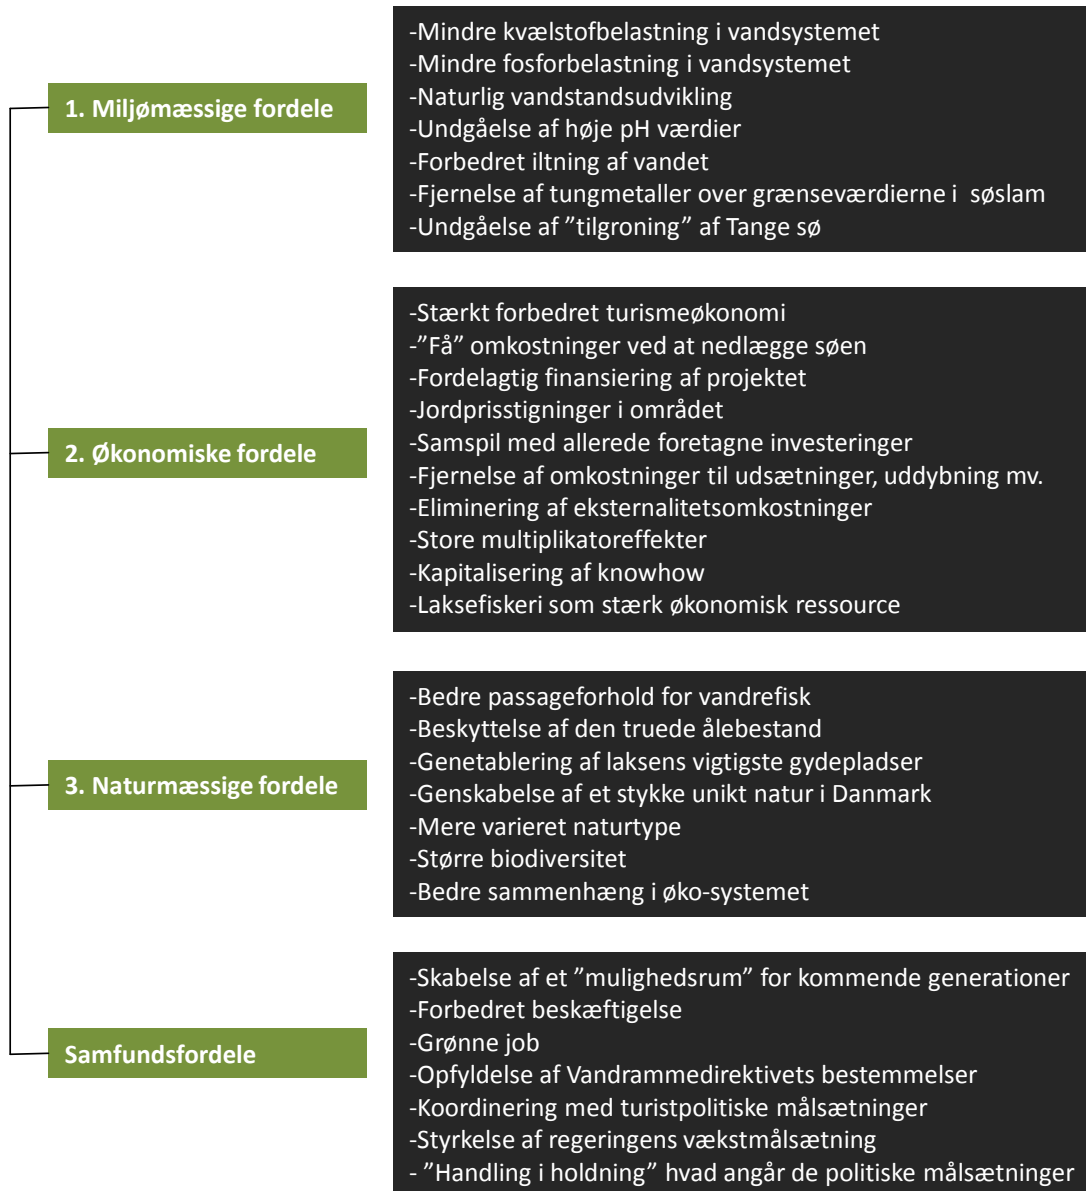 1. Miljømæssige fordele
-Mindre kvælstofbelastning i vandsystemet
-Mindre fosforbelastning i vandsystemet
-Naturlig vandstandsudvikling
-Undgåelse af høje pH værdier
-Forbedret iltning af vandet
-Fjernelse af tungmetaller over grænseværdierne i  søslam
-Undgåelse af ”tilgroning” af Tange sø
2. Økonomiske fordele
-Stærkt forbedret turismeøkonomi
-”Få” omkostninger ved at nedlægge søen
-Fordelagtig finansiering af projektet
-Jordprisstigninger i området
-Samspil med allerede foretagne investeringer
-Fjernelse af omkostninger til udsætninger, uddybning mv.
-Eliminering af eksternalitetsomkostninger
-Store multiplikatoreffekter
-Kapitalisering af knowhow
-Laksefiskeri som stærk økonomisk ressource
3. Naturmæssige fordele
-Bedre passageforhold for vandrefisk
-Beskyttelse af den truede ålebestand
-Genetablering af laksens vigtigste gydepladser
-Genskabelse af et stykke unikt natur i Danmark
-Mere varieret naturtype
-Større biodiversitet
-Bedre sammenhæng i øko-systemet
Samfundsfordele
-Skabelse af et ”mulighedsrum” for kommende generationer
-Forbedret beskæftigelse
-Grønne job
-Opfyldelse af Vandrammedirektivets bestemmelser
-Koordinering med turistpolitiske målsætninger
-Styrkelse af regeringens vækstmålsætning
- ”Handling i holdning” hvad angår de politiske målsætninger